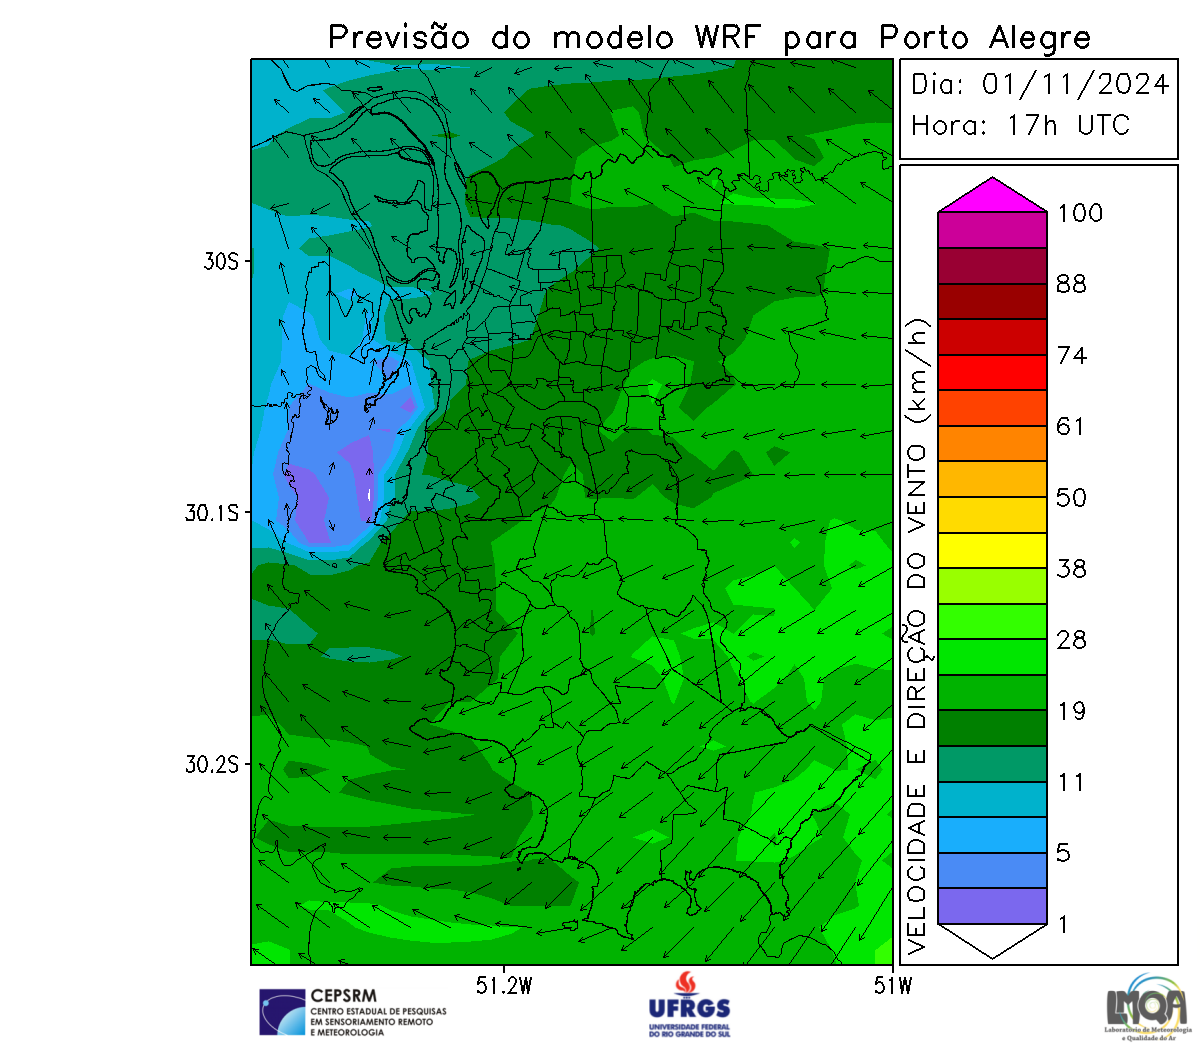 Previsão do modelo WRF para Porto Alegre
Dia: 01/11/2024
Hora: 17h UTC
30S
30.1S
30.2S
51.2W
51W
VELOCIDADE E DIREÇÃO DO VENTO (km/h)
100
88
74
61
50
38
28
19
11
5
1
CEPSRM
CENTRO ESTADUAL DE PESQUISAS
EM SENSORIAMENTO REMOTO
E METEOROLOGIA
UFRGS
UNIVERSIDADE FEDERAL
DO RIO GRANDE DO SUL
LMQA
Laboratório de Meteorologia
e Qualidade do Ar